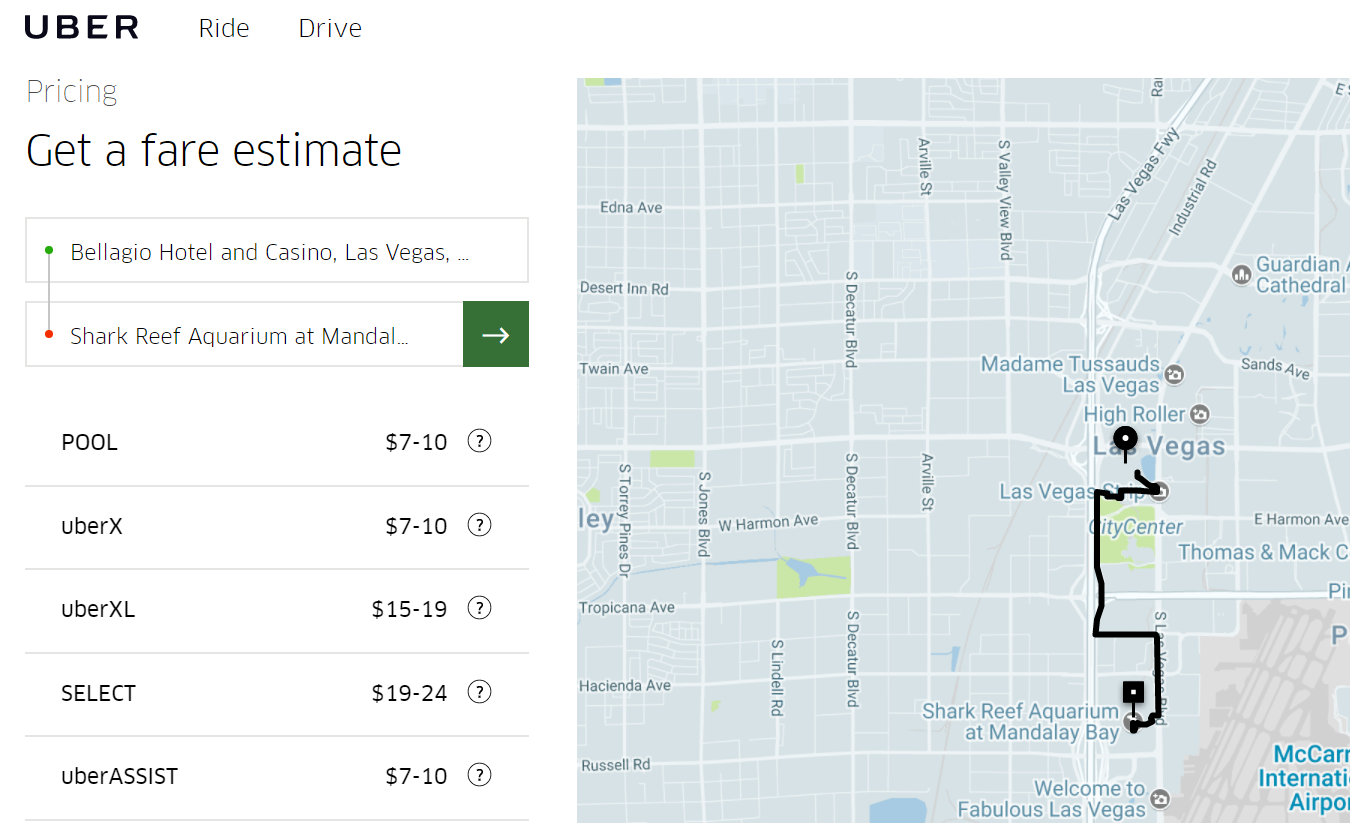 UBER
Ride
Drive
Pricing
Get a fare estimate
Bellagio Hotel and Casino, Las Vegas, ...
Shark Reef Aquarium at Mandal...
POOL $7-10 ?
uberX $7-10 ?
uberXL $15-19 ?
SELECT $19-24 ?
uberASSIST $7-10 ?
Las Vegas Fwy
Industrial Rd
Arville St
S Valley View Blvd
Edna Ave
Guardian
Cathedral
Desert Inn Rd
S Decatur Blvd
Twain Ave
Madame Tussauds
Las Vegas
Sands Ave
High Roller
Las Vegas
S Torrey Pines Dr
S Jones Blvd
S Decatur Blvd
Arville St
Las Vegas Strip
ley
W Harmon Ave
CityCenter
E Harmon Ave
Thomas & Mack C
Tropicana Ave
S Lindell Rd
S Decatur Blvd
S Las Vegas Blvd
Hacienda Ave
Shark Reef Aquarium
at Mandalay Bay
Russell Rd
McCarr
Internati
Airpor
Welcome to
Fabulous Las Vegas